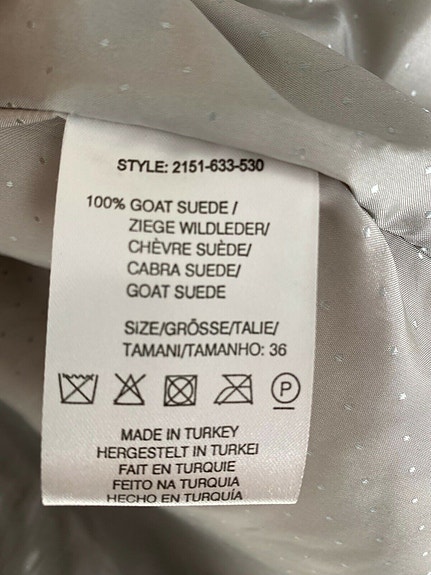 STYLE: 2151-633-530
100% GOAT SUEDE /
ZIEGE WILDLEDER/
CHÈVRE SUÈDE/
CABRA SUEDE/
GOAT SUEDE
SIZE/GRÖSSE/TALIE/
TAMANI/TAMANHO: 36
P
MADE IN TURKEY
HERGESTELT IN TURKEI
FAIT EN TURQUIE
FEITO NA TURQUIA
HECHO EN TURQUÍA